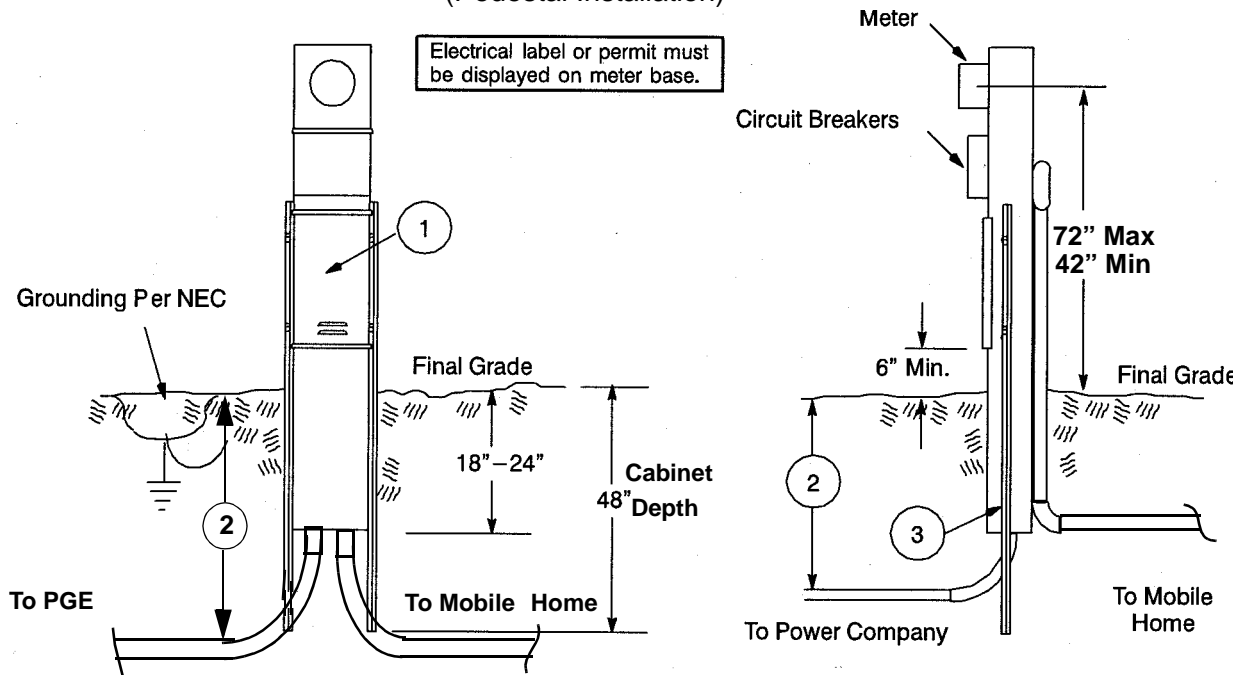 (Pedestal Installation)
Electrical label or permit must
be displayed on meter base.
Meter
Circuit Breakers
1
72” Max
42” Min
Grounding Per NEC
Final Grade
6” Min.
Final Grade
18”–24”
Cabinet
48”
Depth
2
2
3
To PGE
To Mobile Home
To Power Company
To Mobile
Home